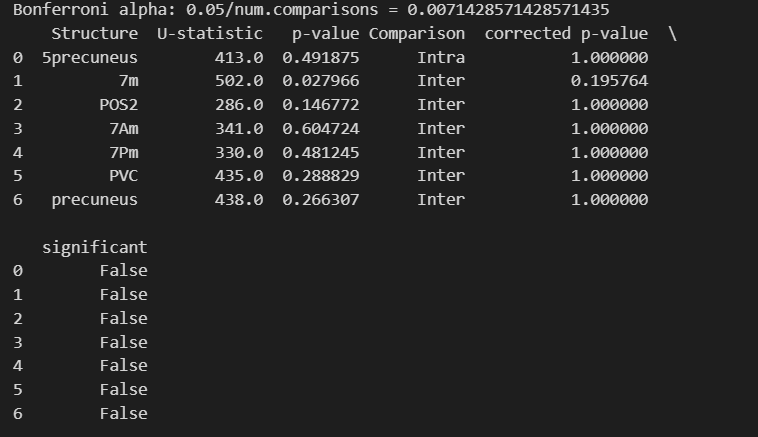 Bonferroni alpha: 0.05/num.comparisons = 0.0071428571428571435
Structure U-statistic p-value Comparison corrected p-value \
0 5precuneus 413.0 0.491875 Intra 1.000000
1 7m 502.0 0.027966 Inter 0.195764
2 POS2 286.0 0.146772 Inter 1.000000
3 7Am 341.0 0.604724 Inter 1.000000
4 7Pm 330.0 0.481245 Inter 1.000000
5 PVC 435.0 0.288829 Inter 1.000000
6 precuneus 438.0 0.266307 Inter 1.000000
significant
0 False
1 False
2 False
3 False
4 False
5 False
6 False